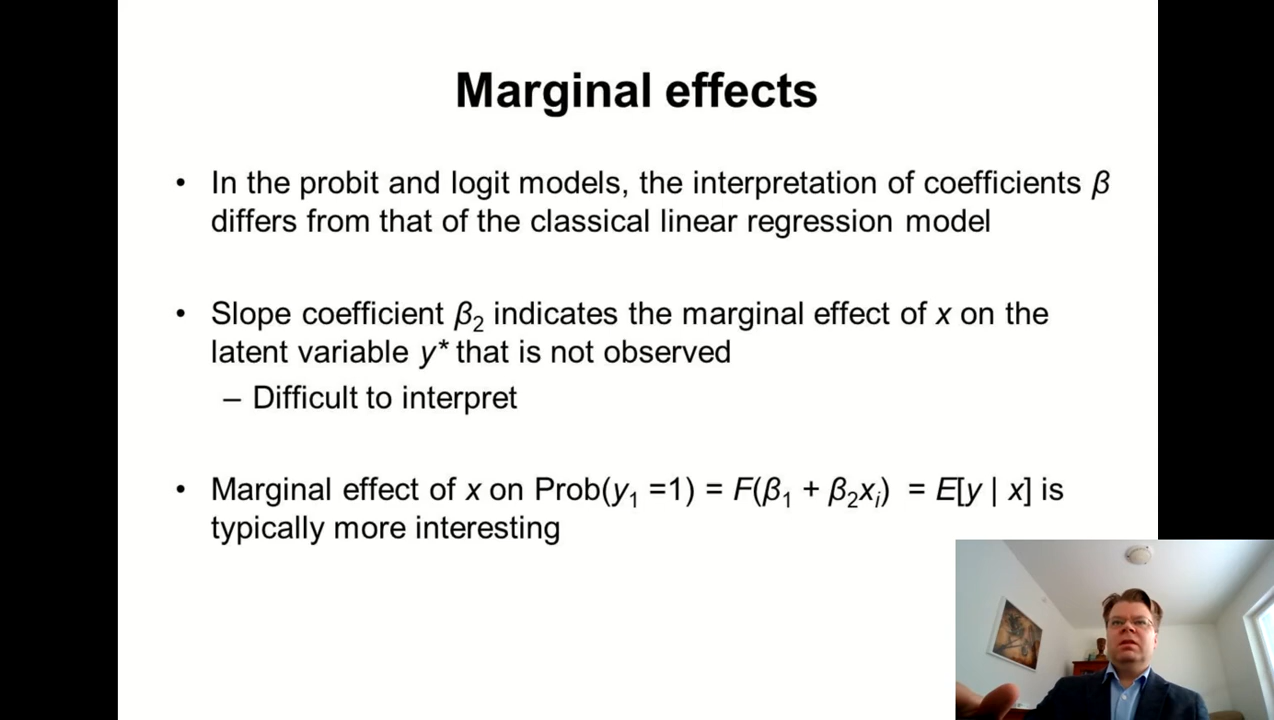 Marginal effects
• In the probit and logit models, the interpretation of coefficients β
differs from that of the classical linear regression model
• Slope coefficient β₂ indicates the marginal effect of x on the
latent variable y* that is not observed
– Difficult to interpret
• Marginal effect of x on Prob(y₁ =1) = F(β₁ + β₂xᵢ) = E[y | x] is
typically more interesting